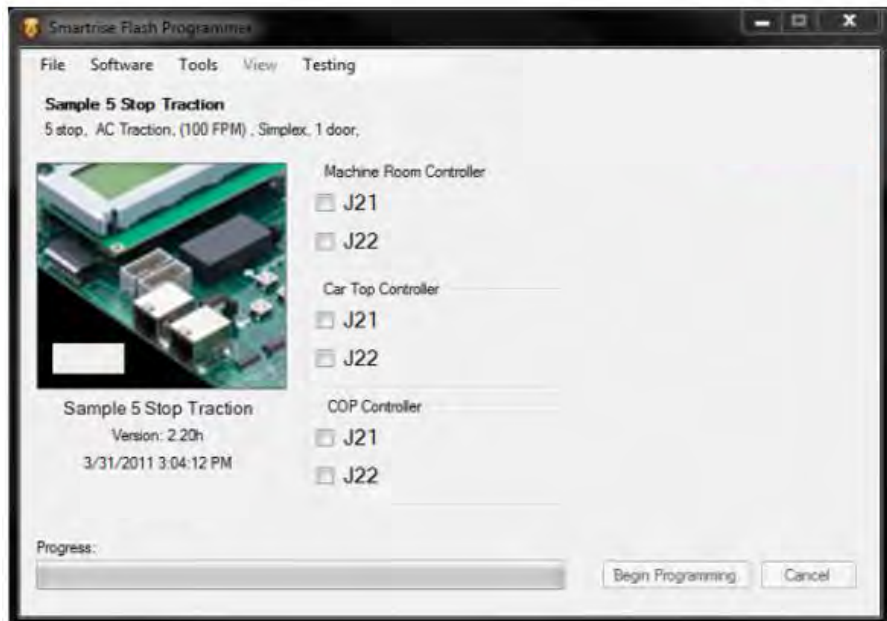 Smartrise Flash Programmer
File Software Tools View Testing
Sample 5 Stop Traction
5 stop, AC Traction, (100 FPM) , Simplex, 1 door,
Machine Room Controller
J21
J22
Car Top Controller
J21
J22
COP Controller
J21
J22
Sample 5 Stop Traction
Version: 2.20h
3/31/2011 3:04:12 PM
Progress:
Begin Programming Cancel